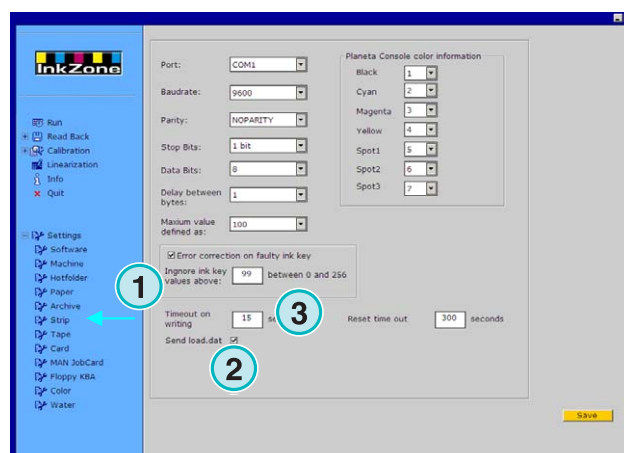 InkZone
Run
Read Back
Calibration
Linearization
Info
Quit
Settings
Software
Machine
Hotfolder
Paper
Archive
Strip
Tape
Card
MAN JobCard
Floppy KBA
Color
Water
1
Port: COM1
Baudrate: 9600
Parity: NOPARITY
Stop Bits: 1 bit
Data Bits: 8
Delay between bytes: 1
Maxium value defined as: 100
Planeta Console color information
Black 1
Cyan 2
Magenta 3
Yellow 4
Spot1 5
Spot2 6
Spot3 7
Error correction on faulty ink key
Ingnore ink key values above: 99 between 0 and 256
Timeout on writing 15 se
3
Reset time out 300 seconds
Send load.dat
2
Save